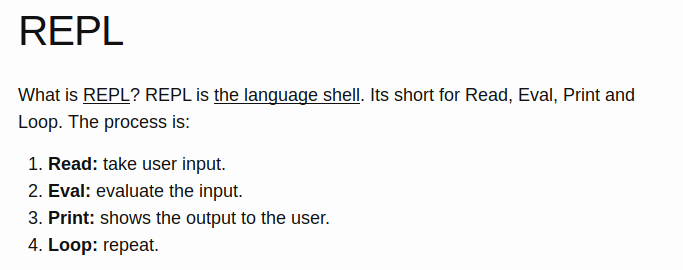 REPL
What is REPL? REPL is the language shell. Its short for Read, Eval, Print and
Loop. The process is:
1. Read: take user input.
2. Eval: evaluate the input.
3. Print: shows the output to the user.
4. Loop: repeat.